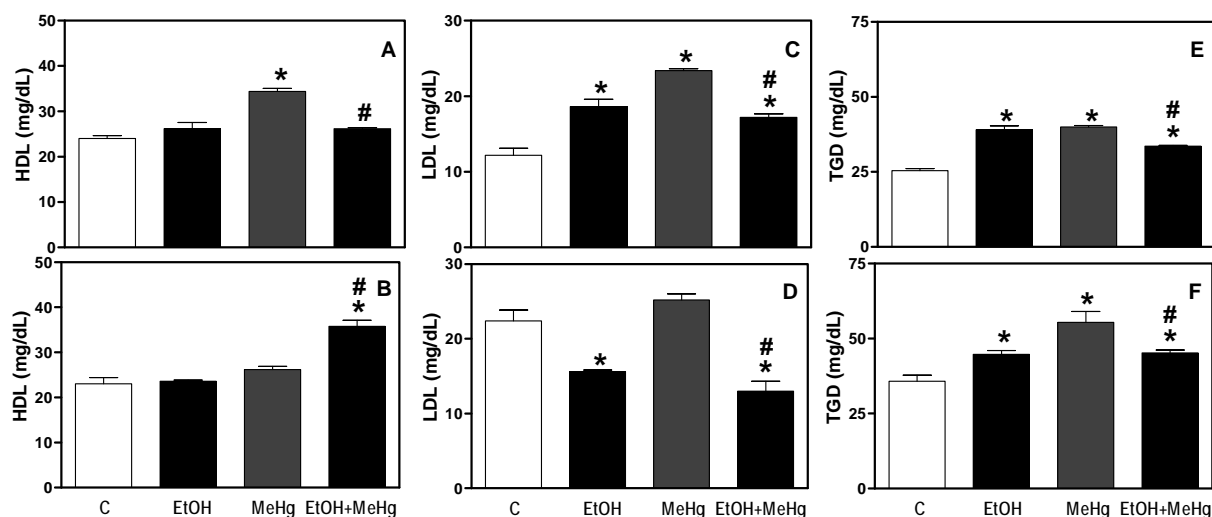 50
40
30
20
10
0
HDL (mg/dL)
A
*
#
30
20
10
0
LDL (mg/dL)
C
*
*
#
*
75
50
25
0
TGD (mg/dL)
E
*
*
#
*
50
40
30
20
10
0
HDL (mg/dL)
B
#
*
C
EtOH
MeHg
EtOH+MeHg
30
20
10
0
LDL (mg/dL)
D
*
#
*
C
EtOH
MeHg
EtOH+MeHg
75
50
25
0
TGD (mg/dL)
F
*
*
#
*
C
EtOH
MeHg
EtOH+MeHg